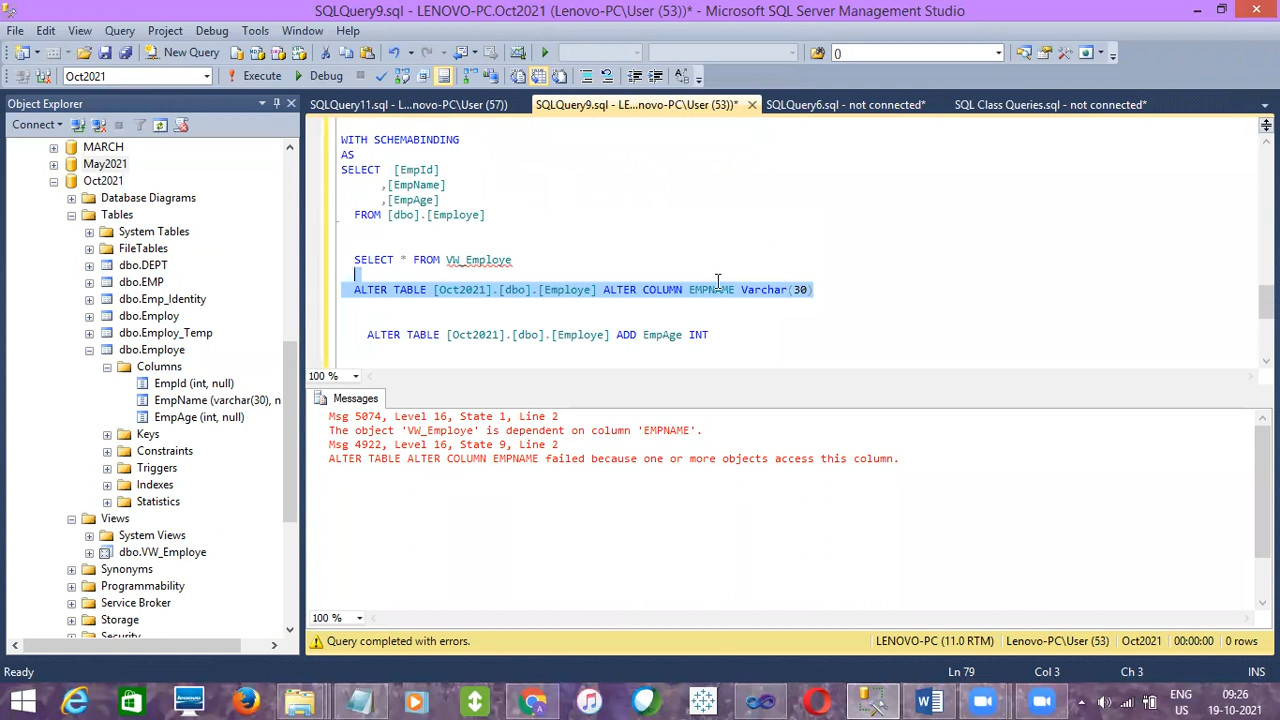 SQLQuery9.sql - LENOVO-PC.Oct2021 (Lenovo-PC\User (53))* - Microsoft SQL Server Management Studio
File Edit View Query Project Debug Tools Window Help
New Query ()
Oct2021 Execute Debug
Object Explorer
Connect
MARCH
May2021
Oct2021
Database Diagrams
Tables
System Tables
FileTables
dbo.DEPT
dbo.EMP
dbo.Emp_Identity
dbo.Employ
dbo.Employ_Temp
dbo.Employe
Columns
EmpId (int, null)
EmpName (varchar(30), n
EmpAge (int, null)
Keys
Constraints
Triggers
Indexes
Statistics
Views
System Views
dbo.VW_Employe
Synonyms
Programmability
Service Broker
Storage
Security
SQLQuery11.sql - L...novo-PC\User (57)) SQLQuery9.sql - LE...novo-PC\User (53))* SQLQuery6.sql - not connected* SQL Class Queries.sql - not connected*
WITH SCHEMABINDING
AS
SELECT [EmpId]
,[EmpName]
,[EmpAge]
FROM [dbo].[Employe]
SELECT * FROM VW_Employe
ALTER TABLE [Oct2021].[dbo].[Employe] ALTER COLUMN EMPNAME Varchar(30)
ALTER TABLE [Oct2021].[dbo].[Employe] ADD EmpAge INT
100 %
Messages
Msg 5074, Level 16, State 1, Line 2
The object 'VW_Employe' is dependent on column 'EMPNAME'.
Msg 4922, Level 16, State 9, Line 2
ALTER TABLE ALTER COLUMN EMPNAME failed because one or more objects access this column.
100 %
Query completed with errors. LENOVO-PC (11.0 RTM) Lenovo-PC\User (53) Oct2021 00:00:00 0 rows
Ready Ln 79 Col 3 Ch 3 INS
ENG 09:26
US 19-10-2021